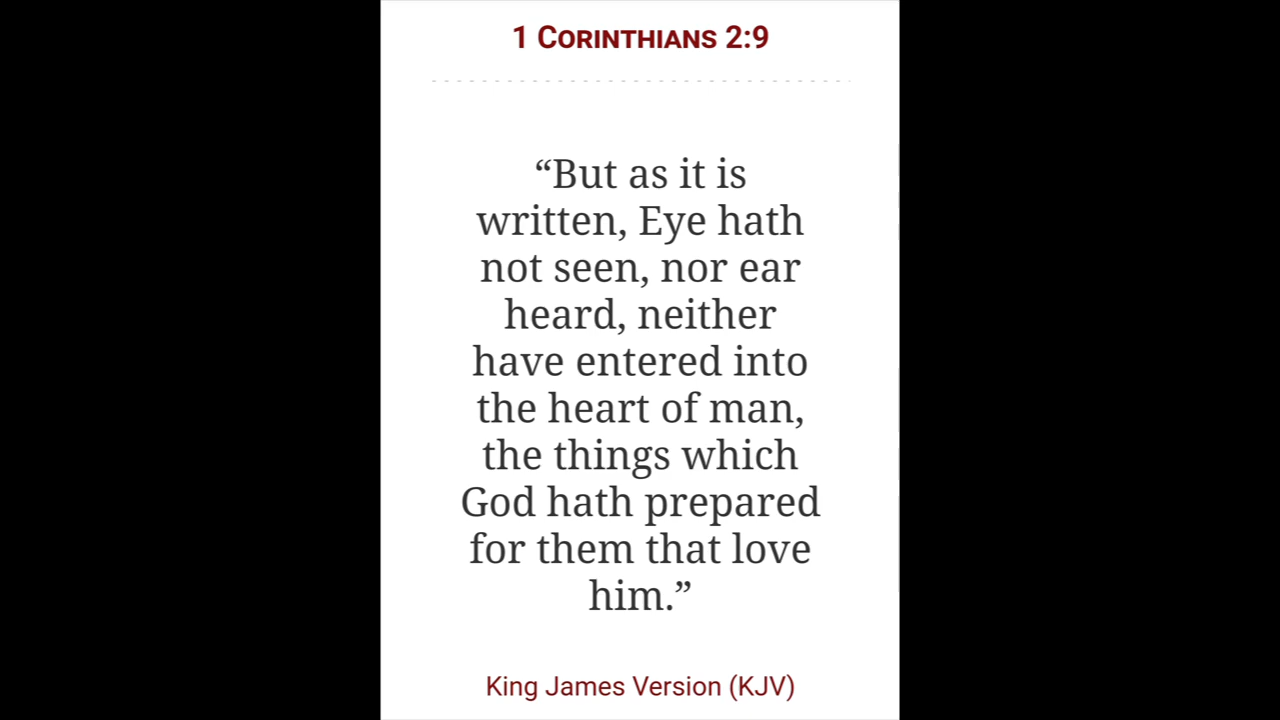 1 CORINTHIANS 2:9
“But as it is
written, Eye hath
not seen, nor ear
heard, neither
have entered into
the heart of man,
the things which
God hath prepared
for them that love
him.”
King James Version (KJV)